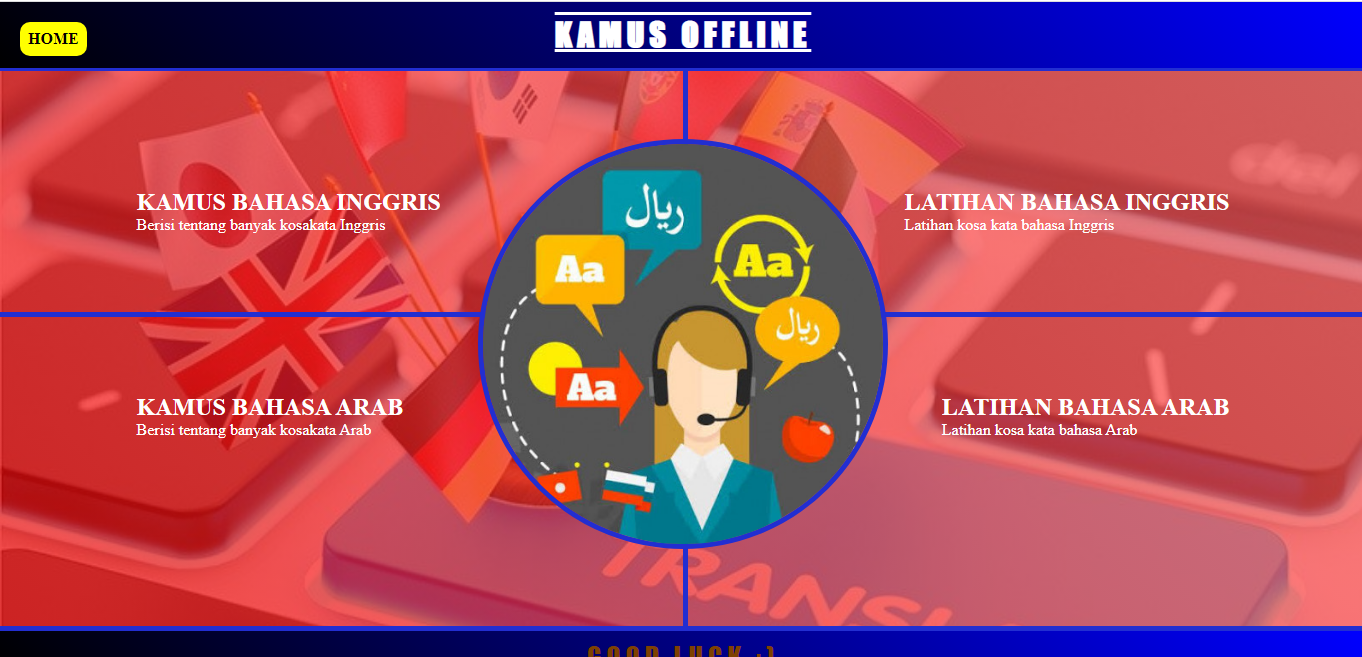 HOME
KAMUS OFFLINE
KAMUS BAHASA INGGRIS
Berisi tentang banyak kosakata Inggris
LATIHAN BAHASA INGGRIS
Latihan kosa kata bahasa Inggris
ريال
Aa
Aa
ريال
Aa
KAMUS BAHASA ARAB
Berisi tentang banyak kosakata Arab
LATIHAN BAHASA ARAB
Latihan kosa kata bahasa Arab
TRANSL
GOOD LUCK :)